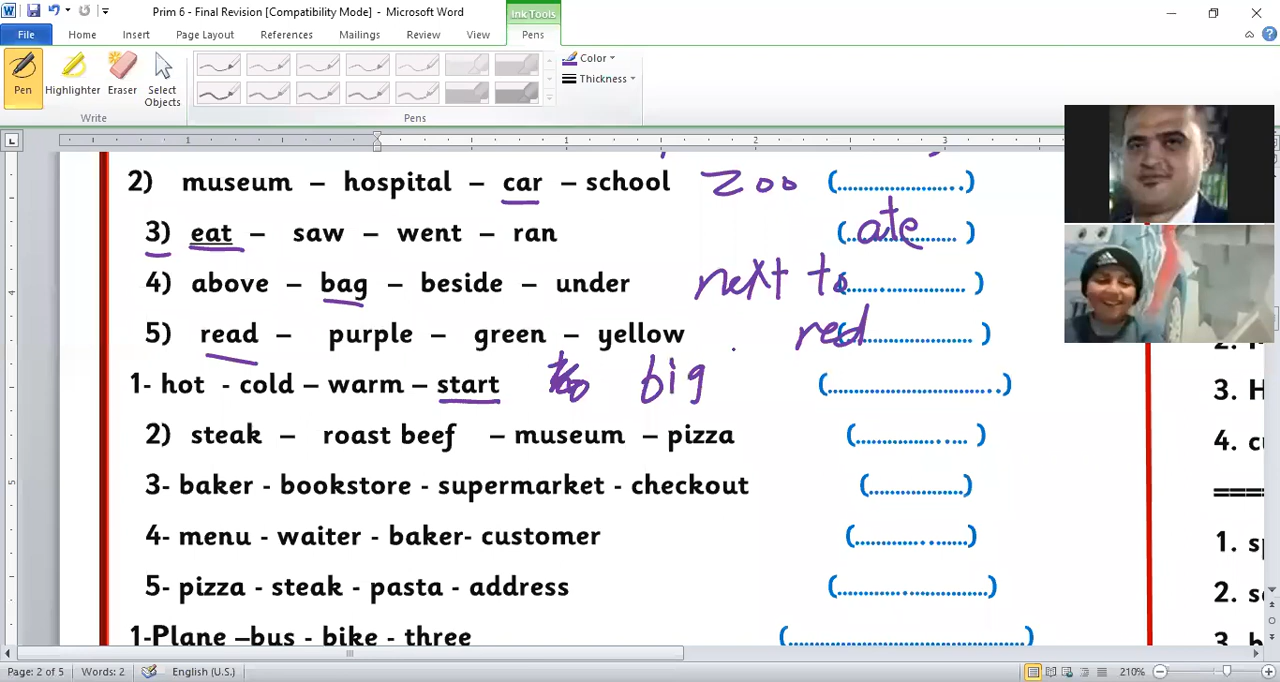 Prim 6 - Final Revision [Compatibility Mode] - Microsoft Word
Ink Tools
File Home Insert Page Layout References Mailings Review View Pens
Pen Highlighter Eraser Select Objects
Color
Thickness
Write Pens
1 1 2 3
2) museum – hospital – car – school zoo (....................)
3) eat – saw – went – ran (ate)
4) above – bag – beside – under next to (....................)
5) read – purple – green – yellow red (....................)
1- hot - cold – warm – start big (....................)
2) steak – roast beef – museum – pizza (....................)
3- baker - bookstore - supermarket - checkout (....................)
4- menu - waiter - baker- customer (....................)
5- pizza - steak - pasta - address (....................)
1-Plane –bus - bike - three (....................)
3. H
4. c
=====
1. s
2. s
3. h
Page: 2 of 5 Words: 2 English (U.S.) 210%